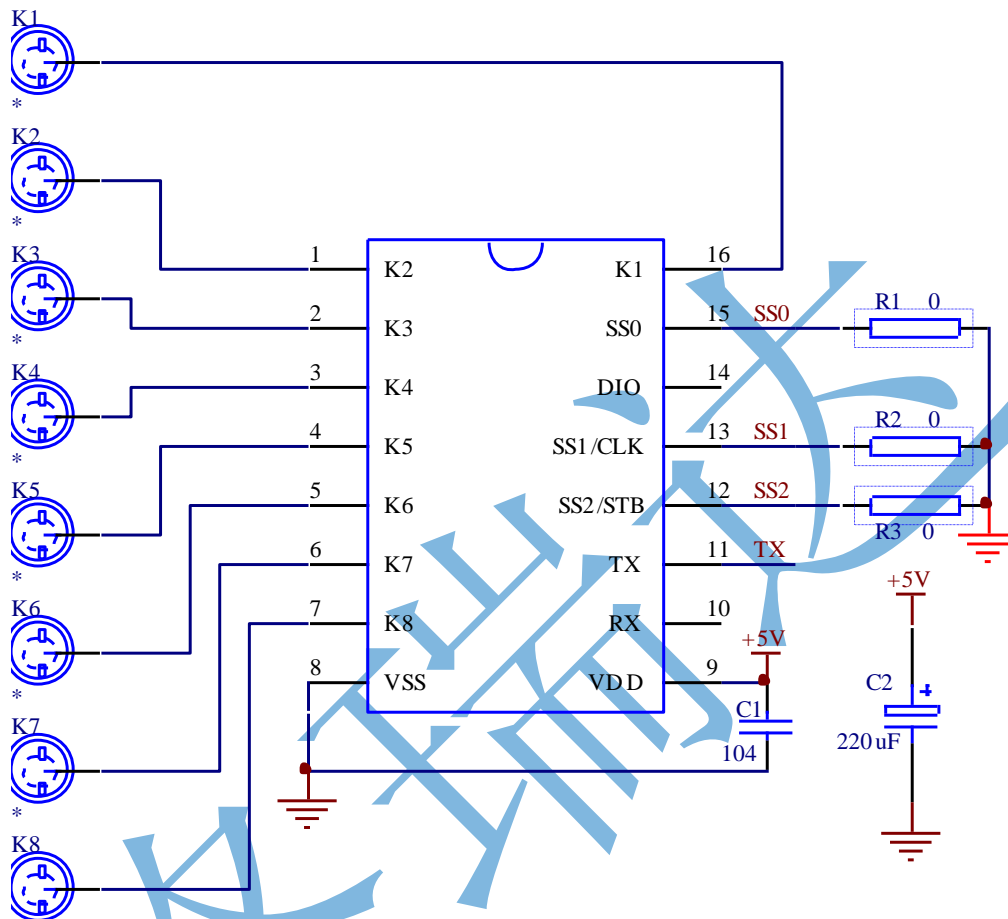 K1
*
K2
*
K3
*
K4
*
K5
*
K6
*
K7
*
K8
1 K2 K1 16
2 K3 SS0 15 SS0 R1 0
3 K4 DIO 14
4 K5 SS1/CLK 13 SS1 R2 0
5 K6 SS2/STB 12 SS2 R3 0
6 K7 TX 11 TX
7 K8 RX 10
8 VSS VDD 9
+5V
C1
104
+5V
C2
+
220uF